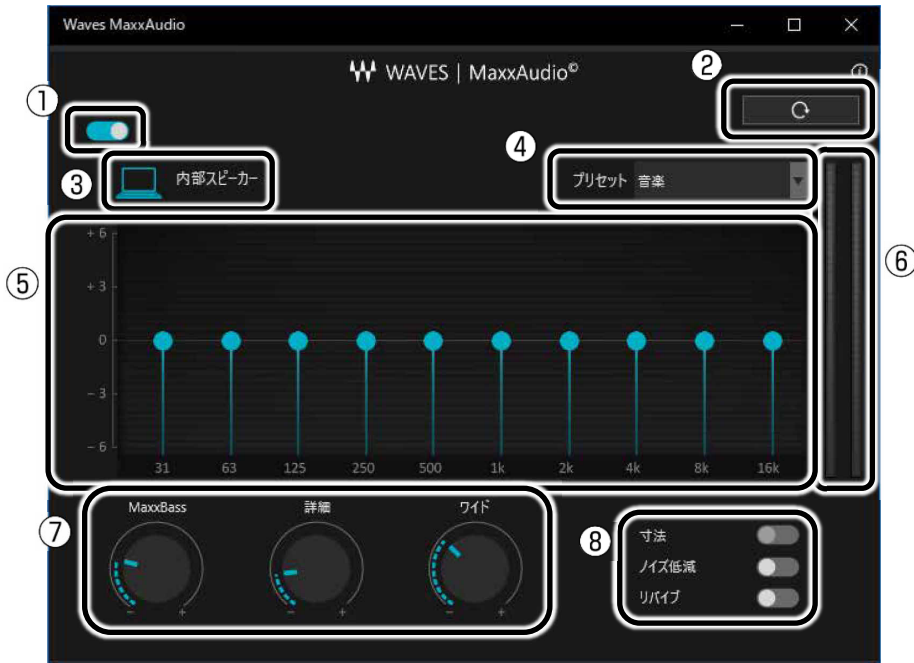 Waves MaxxAudio
WAVES | MaxxAudio©
①
②
③
内部スピーカー
④
プリセット 音楽
⑤
+ 6
+ 3
0
- 3
- 6
31 63 125 250 500 1k 2k 4k 8k 16k
⑥
⑦
MaxxBass 詳細 ワイド
- + - + - +
⑧
寸法
ノイズ低減
リバイブ